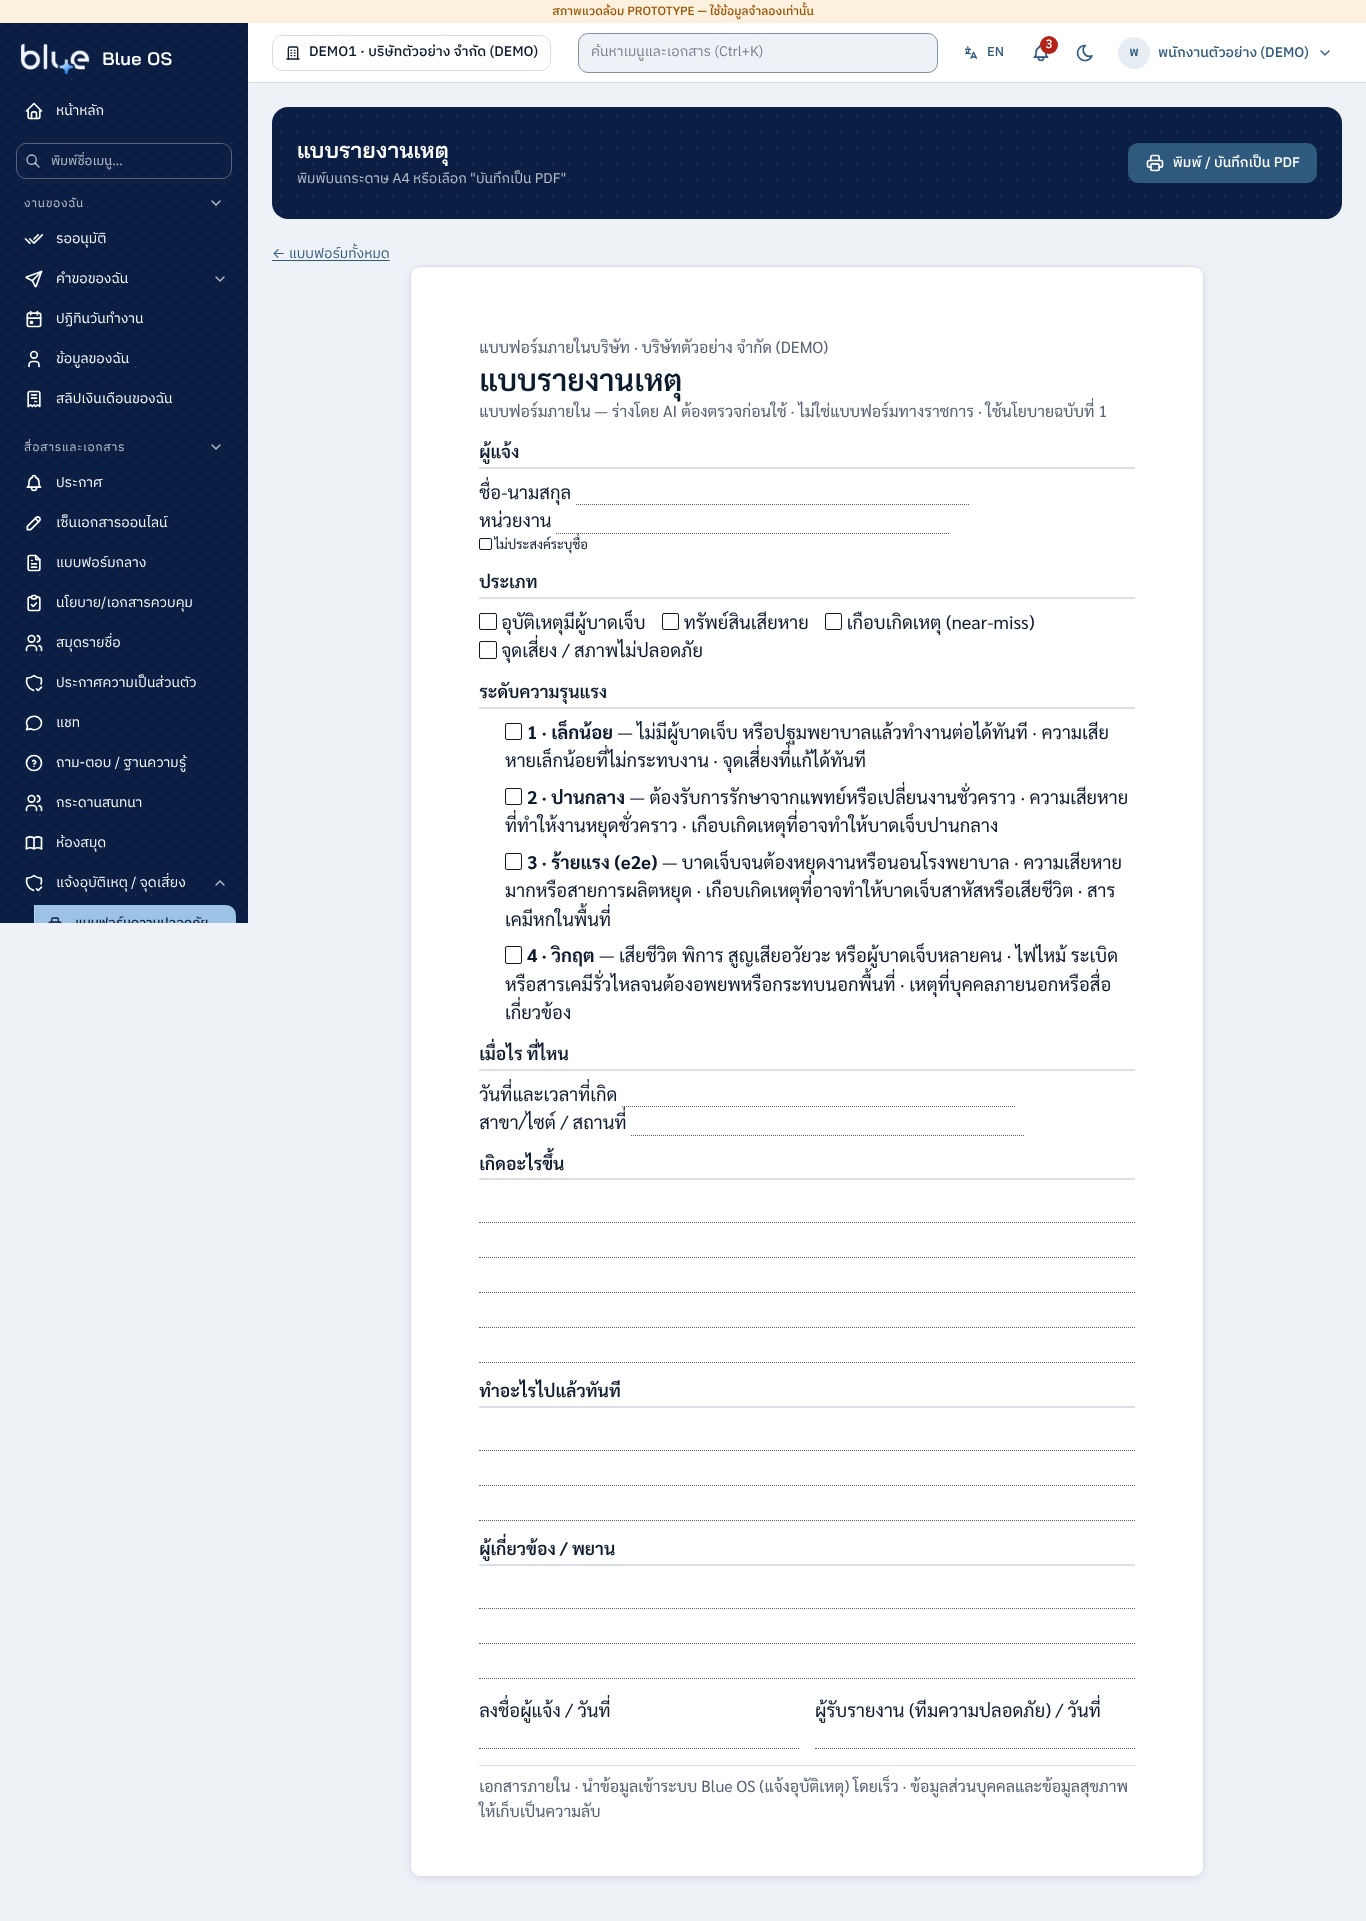 สภาพแวดล้อม PROTOTYPE — ใช้ข้อมูลจำลองเท่านั้น
blue Blue OS
DEMO1 · บริษัทตัวอย่าง จำกัด (DEMO)
ค้นหาเมนูและเอกสาร (Ctrl+K)
EN
3
พ
พนักงานตัวอย่าง (DEMO)
หน้าหลัก
พิมพ์ชื่อเมนู...
งานของฉัน
รออนุมัติ
คำขอของฉัน
ปฏิทินวันทำงาน
ข้อมูลของฉัน
สลิปเงินเดือนของฉัน
สื่อสารและเอกสาร
ประกาศ
เซ็นเอกสารออนไลน์
แบบฟอร์มกลาง
นโยบาย/เอกสารควบคุม
สมุดรายชื่อ
ประกาศความเป็นส่วนตัว
แชท
ถาม-ตอบ / ฐานความรู้
กระดานสนทนา
ห้องสมุด
แจ้งอุบัติเหตุ / จุดเสี่ยง
แบบฟอร์มความปลอดภัย
แบบรายงานเหตุ
พิมพ์บนกระดาษ A4 หรือเลือก "บันทึกเป็น PDF"
พิมพ์ / บันทึกเป็น PDF
← แบบฟอร์มทั้งหมด
แบบฟอร์มภายในบริษัท · บริษัทตัวอย่าง จำกัด (DEMO)
แบบรายงานเหตุ
แบบฟอร์มภายใน — ร่างโดย AI ต้องตรวจก่อนใช้ · ไม่ใช่แบบฟอร์มทางราชการ · ใช้นโยบายฉบับที่ 1
ผู้แจ้ง
ชื่อ-นามสกุล
หน่วยงาน
ไม่ประสงค์ระบุชื่อ
ประเภท
อุบัติเหตุมีผู้บาดเจ็บ ทรัพย์สินเสียหาย เกือบเกิดเหตุ (near-miss)
จุดเสี่ยง / สภาพไม่ปลอดภัย
ระดับความรุนแรง
1 · เล็กน้อย — ไม่มีผู้บาดเจ็บ หรือปฐมพยาบาลแล้วทำงานต่อได้ทันที · ความเสีย
หายเล็กน้อยที่ไม่กระทบงาน · จุดเสี่ยงที่แก้ได้ทันที
2 · ปานกลาง — ต้องรับการรักษาจากแพทย์หรือเปลี่ยนงานชั่วคราว · ความเสียหาย
ที่ทำให้งานหยุดชั่วคราว · เกือบเกิดเหตุที่อาจทำให้บาดเจ็บปานกลาง
3 · ร้ายแรง (e2e) — บาดเจ็บจนต้องหยุดงานหรือนอนโรงพยาบาล · ความเสียหาย
มากหรือสายการผลิตหยุด · เกือบเกิดเหตุที่อาจทำให้บาดเจ็บสาหัสหรือเสียชีวิต · สาร
เคมีหกในพื้นที่
4 · วิกฤต — เสียชีวิต พิการ สูญเสียอวัยวะ หรือผู้บาดเจ็บหลายคน · ไฟไหม้ ระเบิด
หรือสารเคมีรั่วไหลจนต้องอพยพหรือกระทบนอกพื้นที่ · เหตุที่บุคคลภายนอกหรือสื่อ
เกี่ยวข้อง
เมื่อไร ที่ไหน
วันที่และเวลาที่เกิด
สาขา/ไซต์ / สถานที่
เกิดอะไรขึ้น
ทำอะไรไปแล้วทันที
ผู้เกี่ยวข้อง / พยาน
ลงชื่อผู้แจ้ง / วันที่
ผู้รับรายงาน (ทีมความปลอดภัย) / วันที่
เอกสารภายใน · นำข้อมูลเข้าระบบ Blue OS (แจ้งอุบัติเหตุ) โดยเร็ว · ข้อมูลส่วนบุคคลและข้อมูลสุขภาพ
ให้เก็บเป็นความลับ